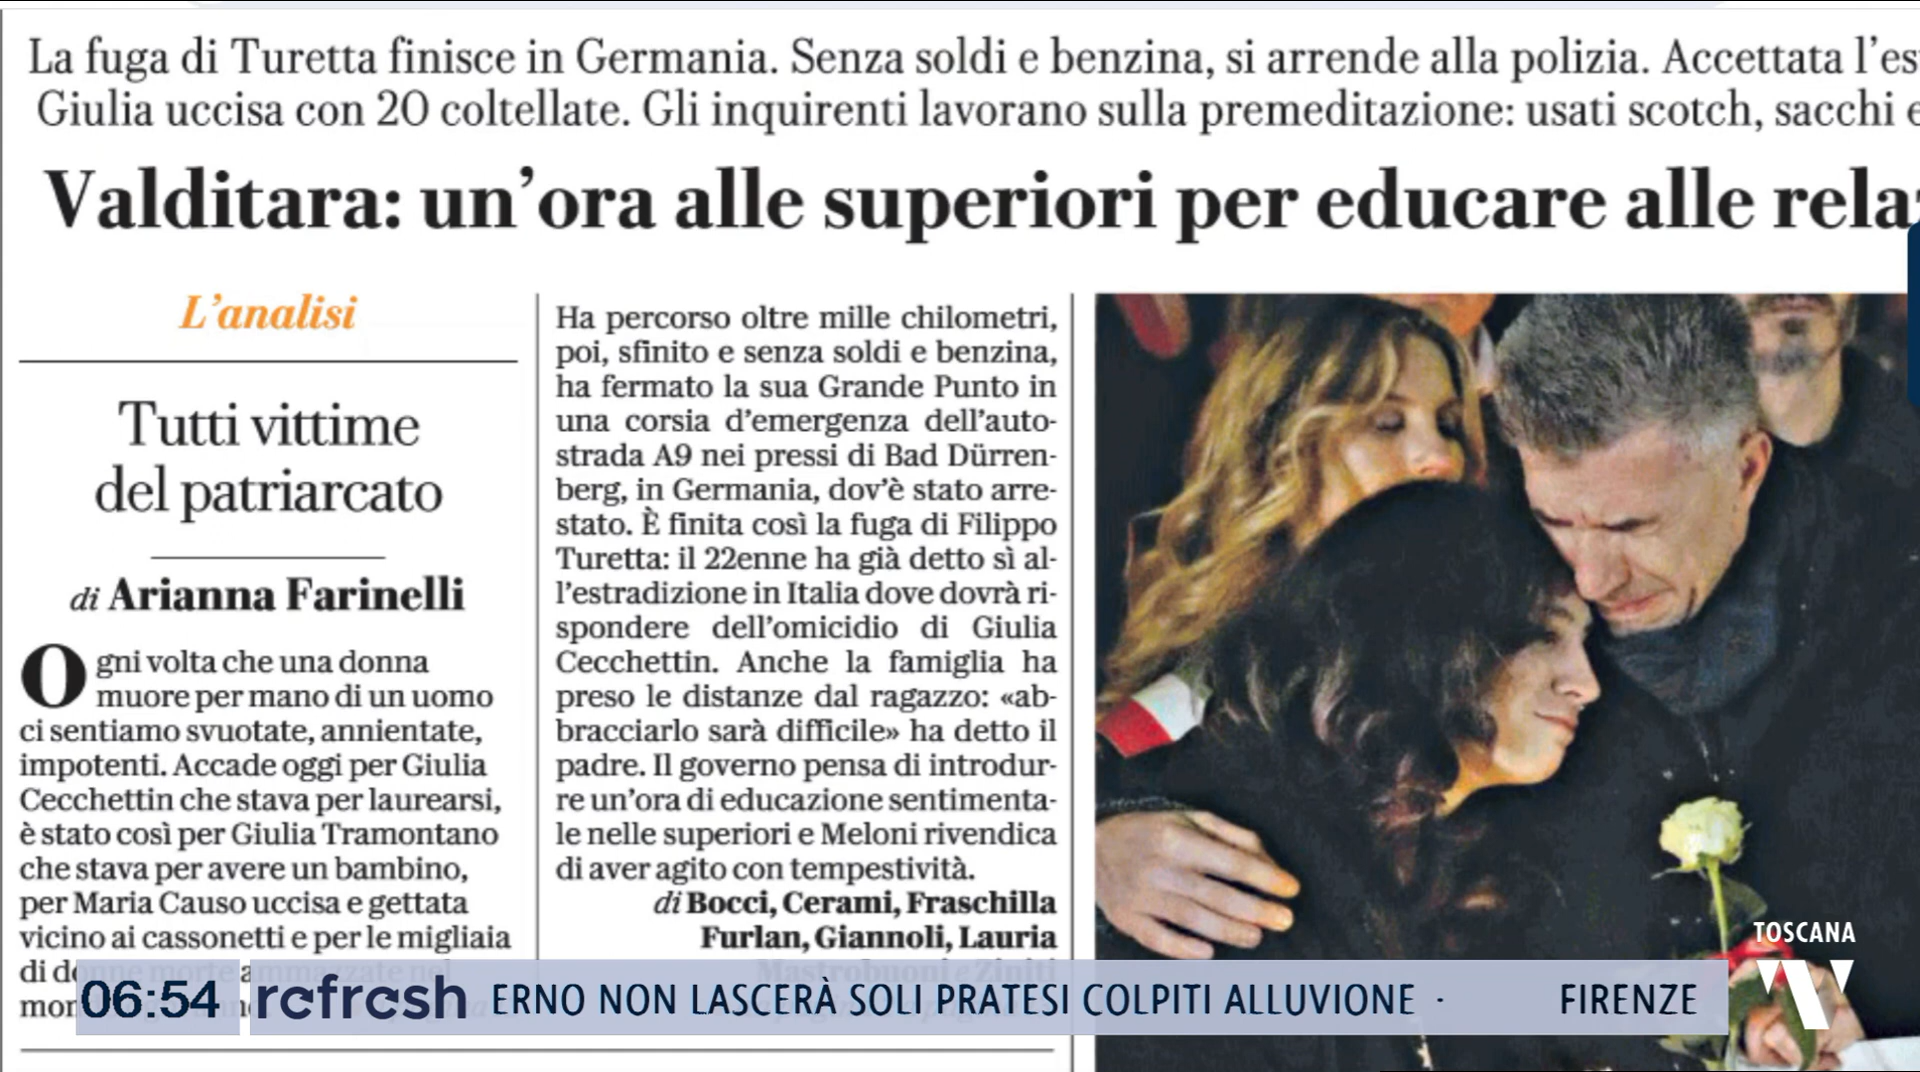 La fuga di Turetta finisce in Germania. Senza soldi e benzina, si arrende alla polizia. Accettata l'es
Giulia uccisa con 20 coltellate. Gli inquirenti lavorano sulla premeditazione: usati scotch, sacchi e
Valditara: un'ora alle superiori per educare alle rela
L'analisi
Tutti vittime
del patriarcato
di Arianna Farinelli
Ogni volta che una donna
muore per mano di un uomo
ci sentiamo svuotate, annientate,
impotenti. Accade oggi per Giulia
Cecchettin che stava per laurearsi,
è stato così per Giulia Tramontano
che stava per avere un bambino,
per Maria Causo uccisa e gettata
vicino ai cassonetti e per le migliaia
di donne morte ammazzate nel
Ha percorso oltre mille chilometri,
poi, sfinito e senza soldi e benzina,
ha fermato la sua Grande Punto in
una corsia d'emergenza dell'auto-
strada A9 nei pressi di Bad Dürren-
berg, in Germania, dov'è stato arre-
stato. È finita così la fuga di Filippo
Turetta: il 22enne ha già detto sì al-
l'estradizione in Italia dove dovrà ri-
spondere dell'omicidio di Giulia
Cecchettin. Anche la famiglia ha
preso le distanze dal ragazzo: «ab-
bracciarlo sarà difficile» ha detto il
padre. Il governo pensa di introdur-
re un'ora di educazione sentimenta-
le nelle superiori e Meloni rivendica
di aver agito con tempestività.
di Bocci, Cerami, Fraschilla
Furlan, Giannoli, Lauria
Mastrobuoni e Ziniti
TOSCANA
06:54 refresh ERNO NON LASCERÀ SOLI PRATESI COLPITI ALLUVIONE · FIRENZE